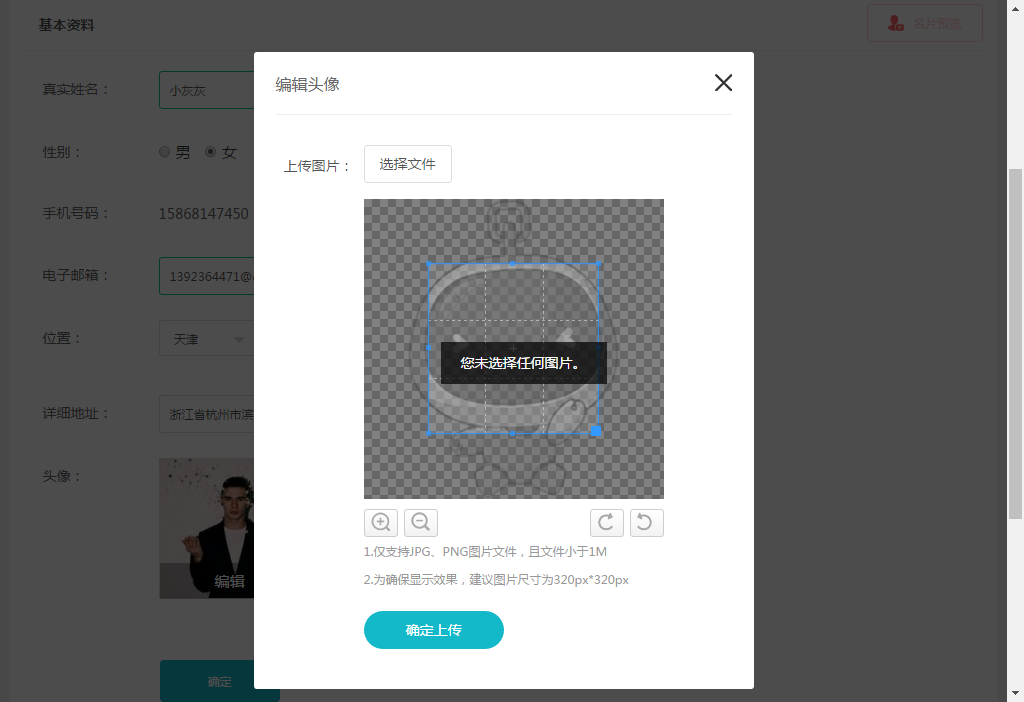 基本资料
名片预览
编辑头像
真实姓名：
小灰灰
性别：
男
女
上传图片：
选择文件
手机号码：
15868147450
电子邮箱：
1392364471@
位置：
天津
您未选择任何图片。
详细地址：
浙江省杭州市滨
头像：
编辑
1.仅支持JPG、PNG图片文件，且文件小于1M
2.为确保显示效果，建议图片尺寸为320px*320px
确定上传
确定